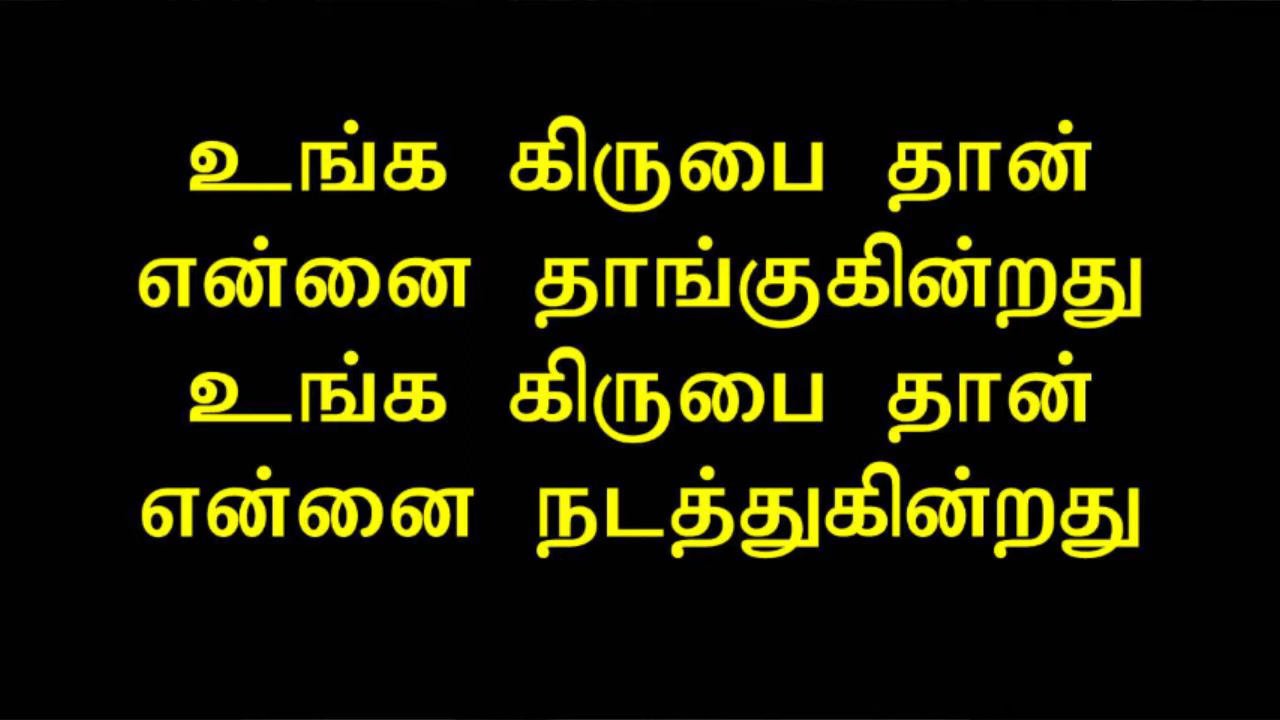 உங்க கிருபை தான்
என்னை தாங்குகின்றது
உங்க கிருபை தான்
என்னை நடத்துகின்றது